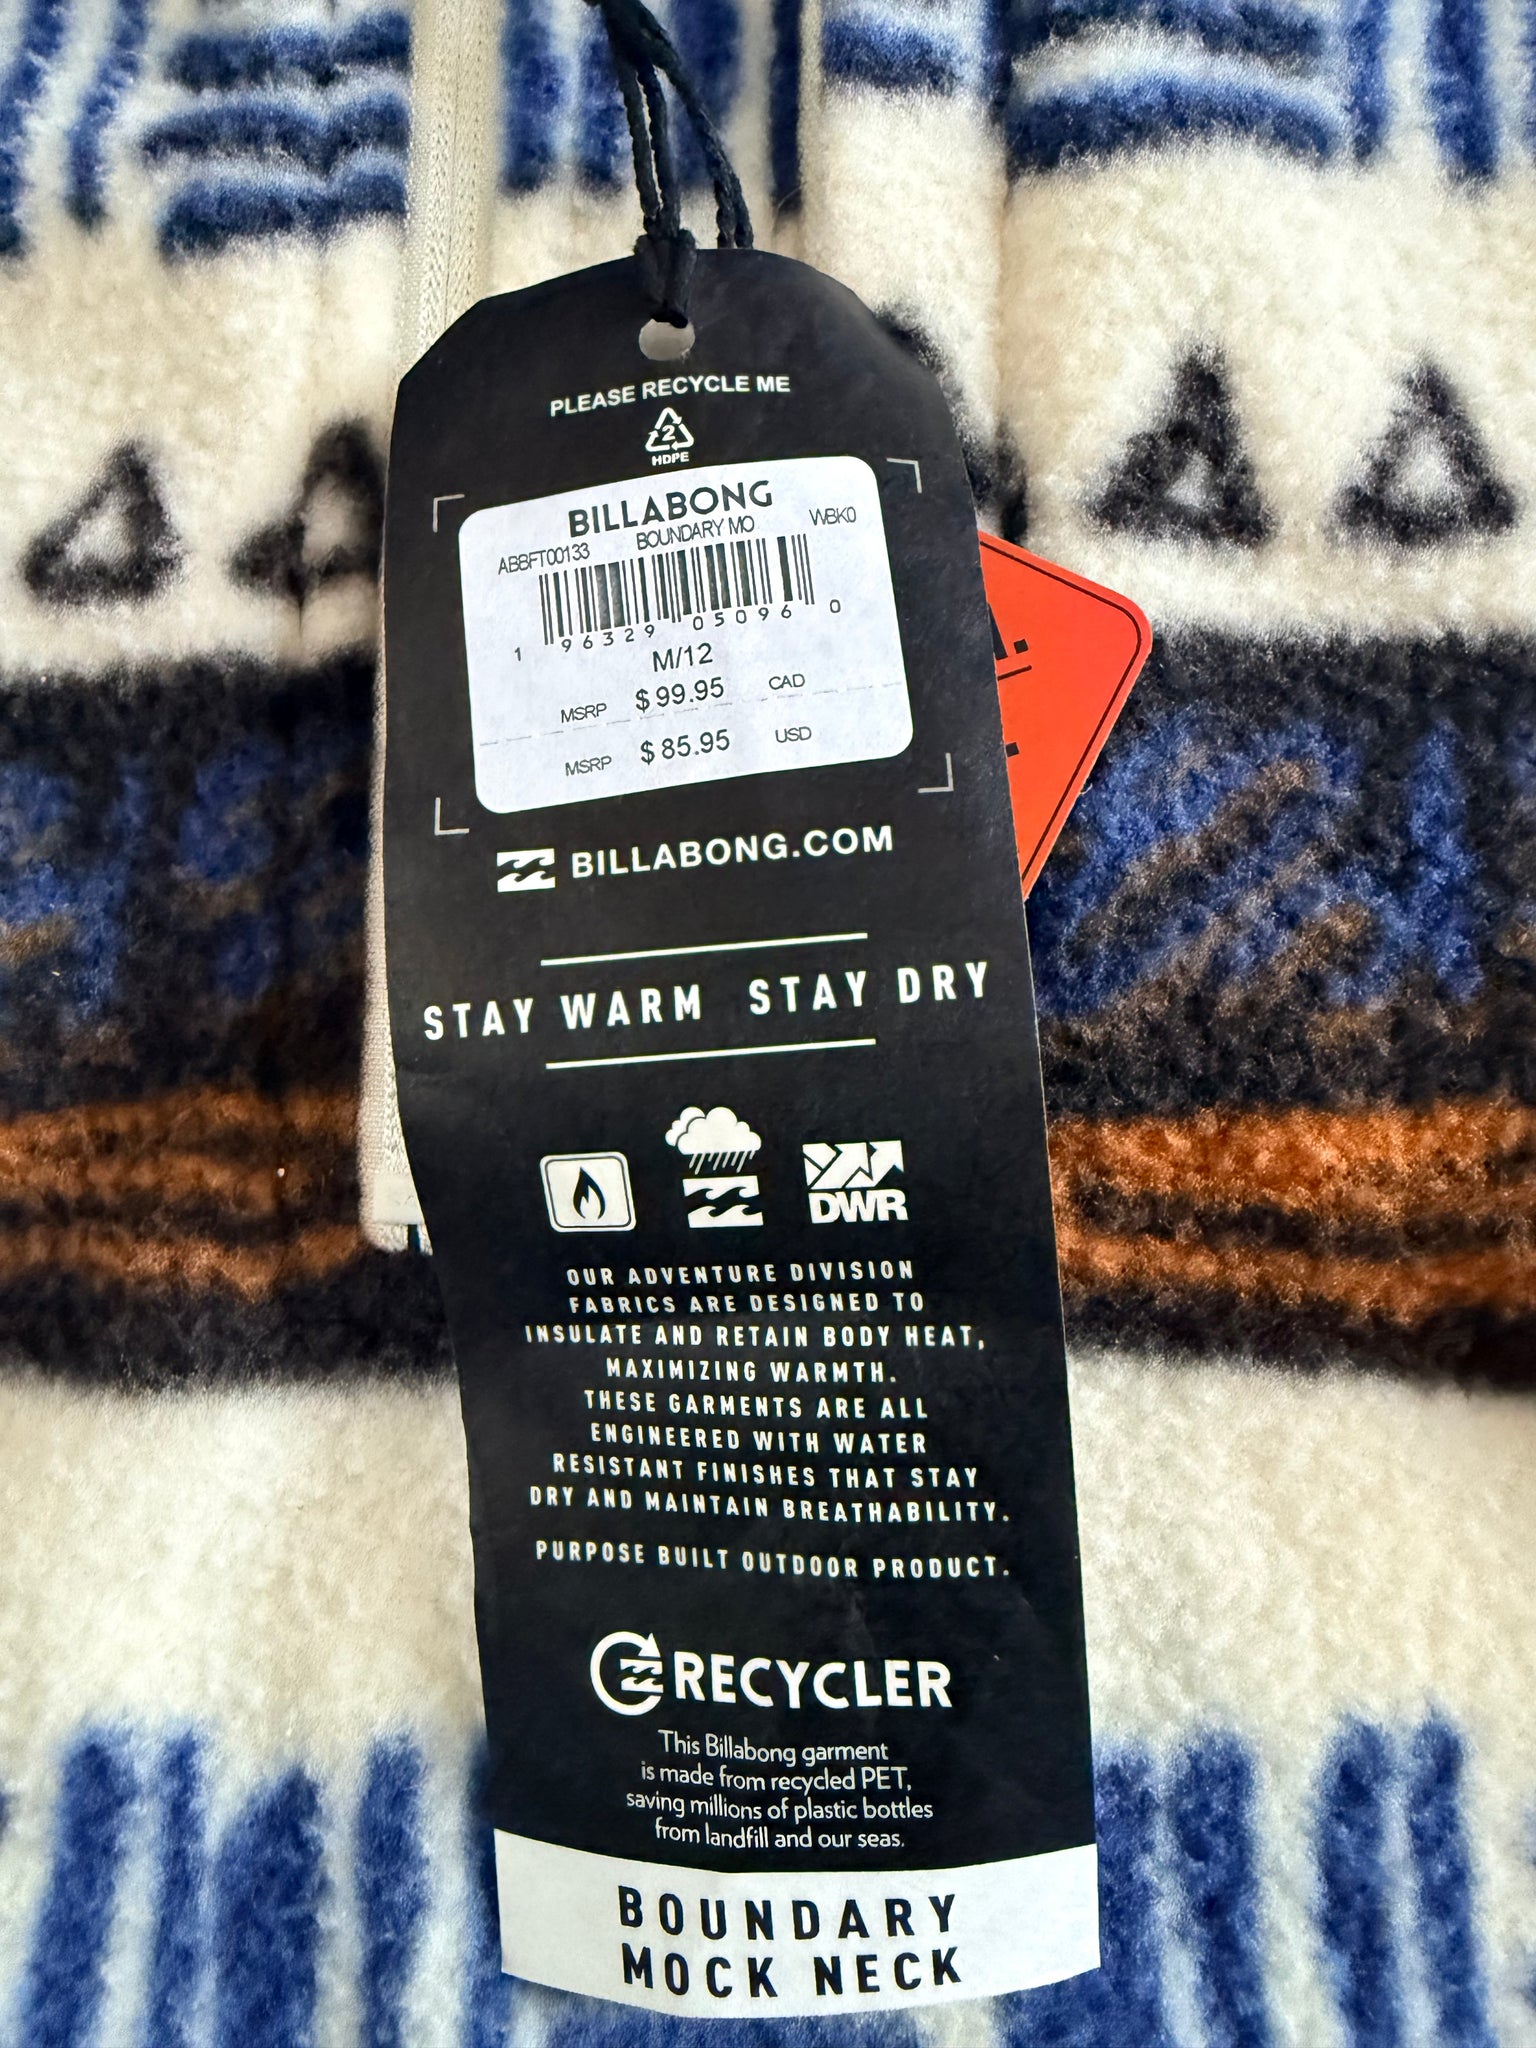 PLEASE RECYCLE ME
2
HDPE
BILLABONG
ABBFT00133 BOUNDARY MO WBK0
1 96329 05096 0
M/12
MSRP $99.95 CAD
MSRP $85.95 USD
BILLABONG.COM
STAY WARM STAY DRY
DWR
OUR ADVENTURE DIVISION
FABRICS ARE DESIGNED TO
INSULATE AND RETAIN BODY HEAT,
MAXIMIZING WARMTH.
THESE GARMENTS ARE ALL
ENGINEERED WITH WATER
RESISTANT FINISHES THAT STAY
DRY AND MAINTAIN BREATHABILITY.
PURPOSE BUILT OUTDOOR PRODUCT.
RECYCLER
This Billabong garment
is made from recycled PET,
saving millions of plastic bottles
from landfill and our seas.
BOUNDARY
MOCK NECK